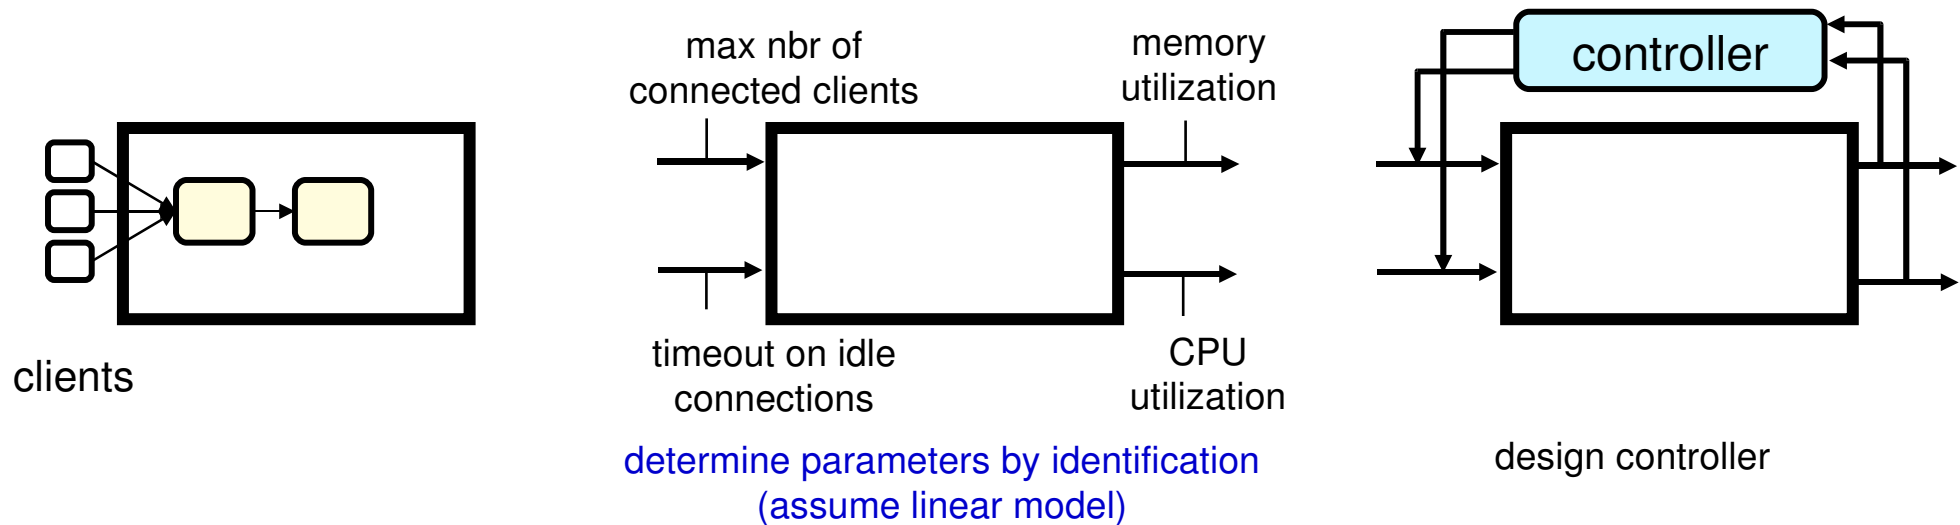 clients
max nbr of
connected clients
timeout on idle
connections
memory
utilization
CPU
utilization
determine parameters by identification
(assume linear model)
controller
design controller